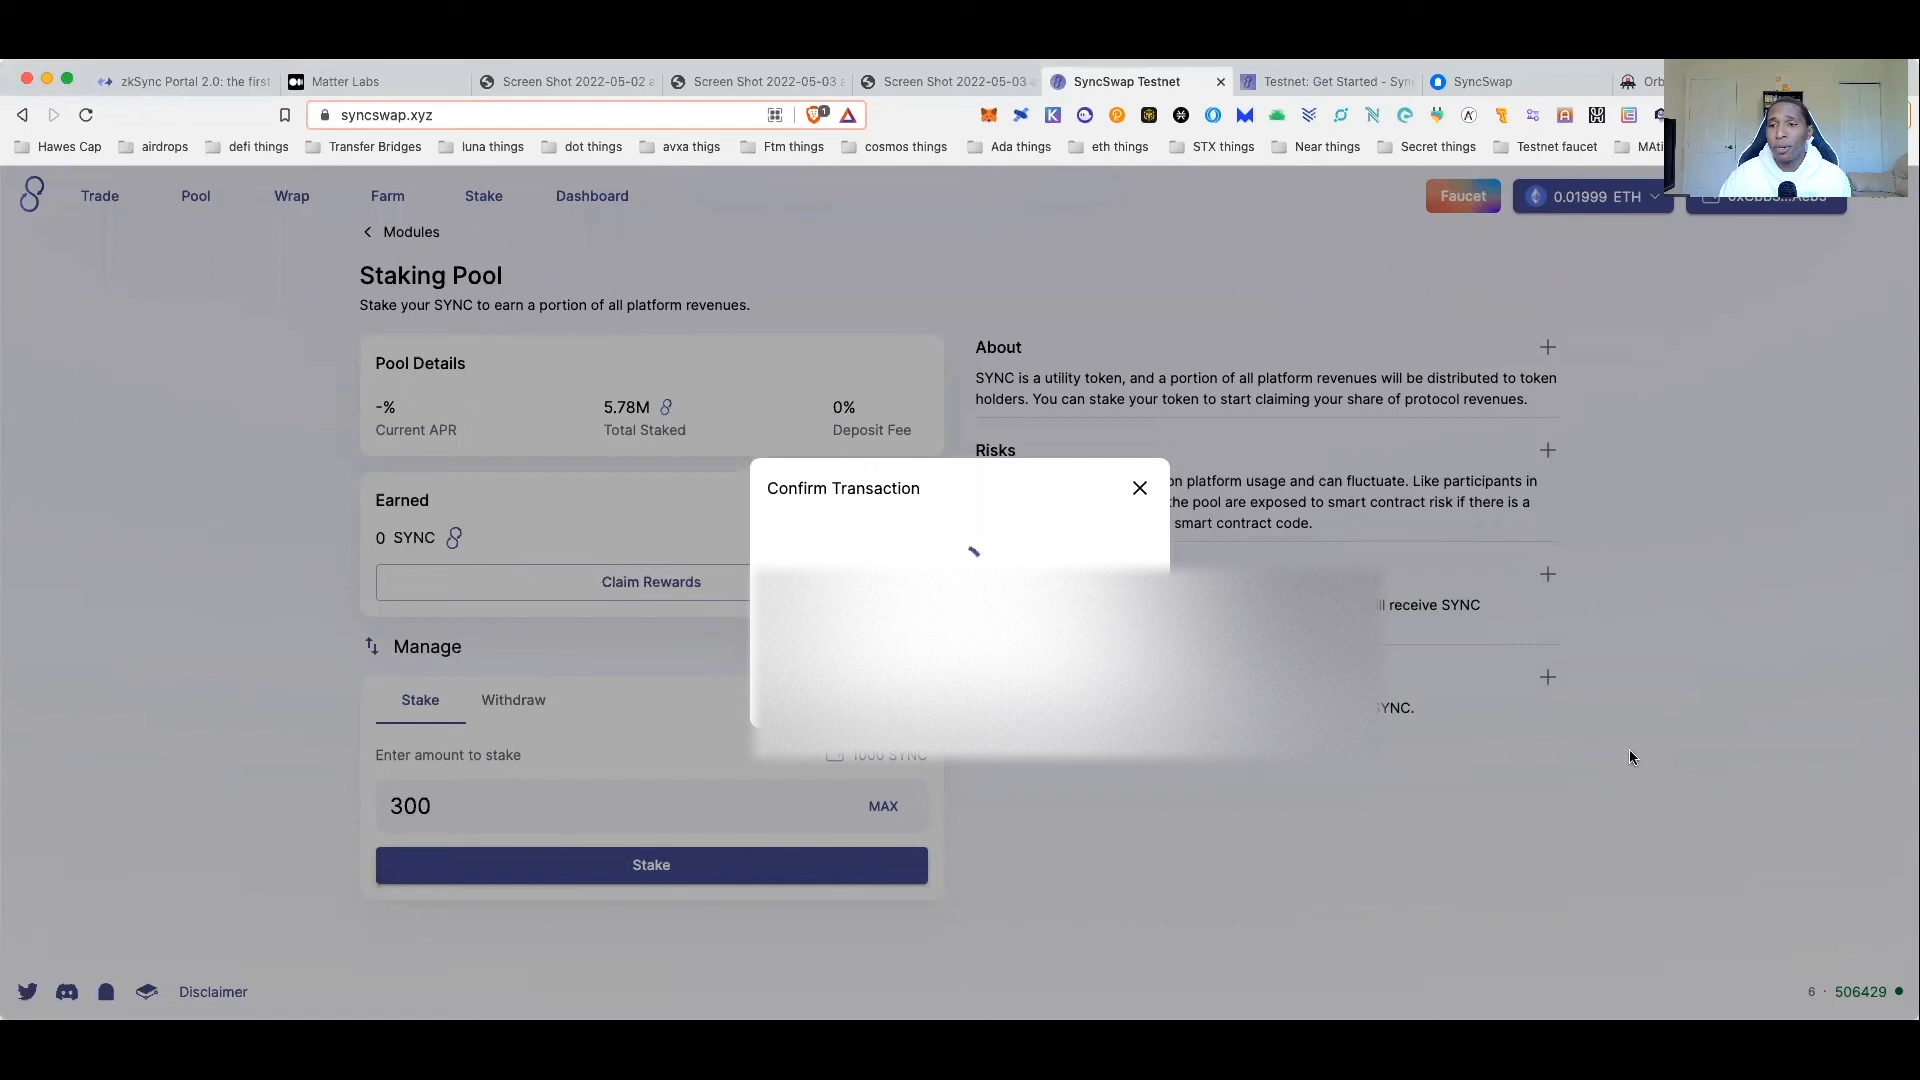 zkSync Portal 2.0: the first
Matter Labs
Screen Shot 2022-05-02
Screen Shot 2022-05-03
Screen Shot 2022-05-03
SyncSwap Testnet
Testnet: Get Started - Syn
SyncSwap
Orb
syncswap.xyz
1
Hawes Cap
airdrops
defi things
Transfer Bridges
luna things
dot things
avxa thigs
Ftm things
cosmos things
Ada things
eth things
STX things
Near things
Secret things
Testnet faucet
MAti
Trade
Pool
Wrap
Farm
Stake
Dashboard
Faucet
0.01999 ETH
Modules
Staking Pool
Stake your SYNC to earn a portion of all platform revenues.
Pool Details
-%
5.78M
0%
Current APR
Total Staked
Deposit Fee
Earned
0 SYNC
Claim Rewards
Manage
Stake
Withdraw
Enter amount to stake
1000 SYNC
300
MAX
Stake
About
SYNC is a utility token, and a portion of all platform revenues will be distributed to token
holders. You can stake your token to start claiming your share of protocol revenues.
Risks
on platform usage and can fluctuate. Like participants in
the pool are exposed to smart contract risk if there is a
smart contract code.
ll receive SYNC
SYNC.
Confirm Transaction
Disclaimer
6 · 506429